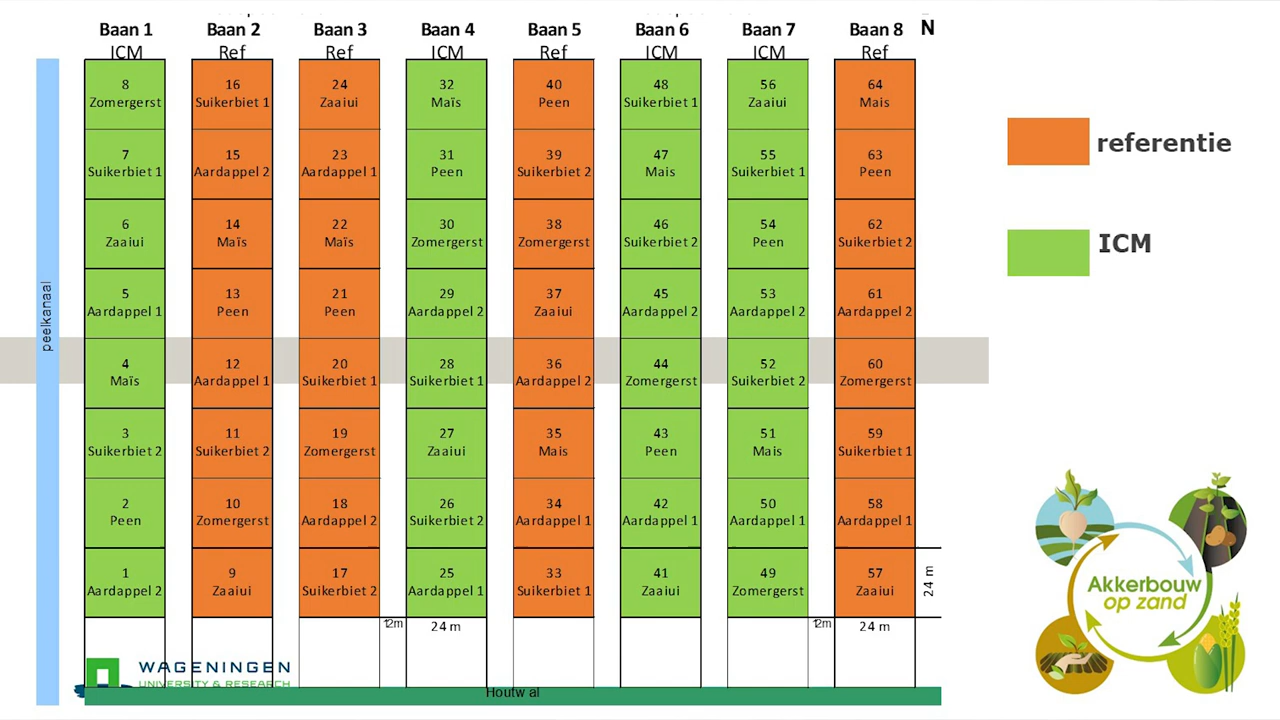 Baan 1 Baan 2 Baan 3 Baan 4 Baan 5 Baan 6 Baan 7 Baan 8 N
ICM Ref Ref ICM Ref ICM ICM Ref
8 16 24 32 40 48 56 64
Zomergerst Suikerbiet 1 Zaaiui Maïs Peen Suikerbiet 1 Zaaiui Mais
7 15 23 31 39 47 55 63
Suikerbiet 1 Aardappel 2 Aardappel 1 Peen Suikerbiet 2 Mais Suikerbiet 1 Peen
6 14 22 30 38 46 54 62
Zaaiui Maïs Maïs Zomergerst Zomergerst Suikerbiet 2 Peen Suikerbiet 2
5 13 21 29 37 45 53 61
Aardappel 1 Peen Peen Aardappel 2 Zaaiui Aardappel 2 Aardappel 2 Aardappel 2
4 12 20 28 36 44 52 60
Maïs Aardappel 1 Suikerbiet 1 Suikerbiet 1 Aardappel 2 Zomergerst Suikerbiet 2 Zomergerst
3 11 19 27 35 43 51 59
Suikerbiet 2 Suikerbiet 2 Zomergerst Zaaiui Mais Peen Mais Suikerbiet 1
2 10 18 26 34 42 50 58
Peen Zomergerst Aardappel 2 Suikerbiet 2 Aardappel 1 Aardappel 1 Aardappel 1 Aardappel 1
1 9 17 25 33 41 49 57
Aardappel 2 Zaaiui Suikerbiet 2 Aardappel 1 Suikerbiet 1 Zaaiui Zomergerst Zaaiui
12m 24 m 12m 24 m
24 m
peelkanaal
WAGENINGEN
UNIVERSITY & RESEARCH
Houtwal
referentie
ICM
Akkerbouw
op zand